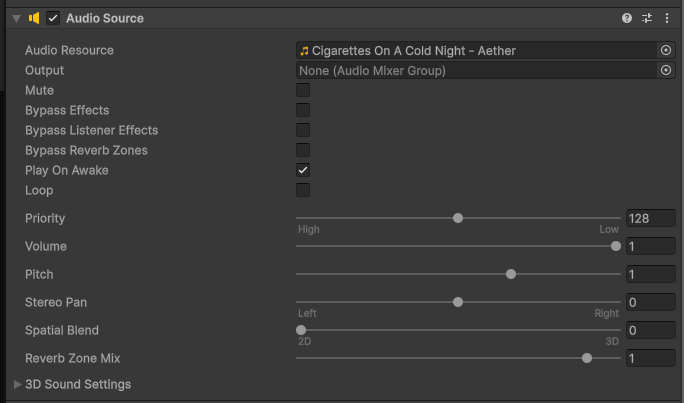 Audio Source
Audio Resource Cigarettes On A Cold Night - Aether
Output None (Audio Mixer Group)
Mute
Bypass Effects
Bypass Listener Effects
Bypass Reverb Zones
Play On Awake
Loop
Priority 128
High Low
Volume 1
Pitch 1
Stereo Pan 0
Left Right
Spatial Blend 0
2D 3D
Reverb Zone Mix 1
3D Sound Settings